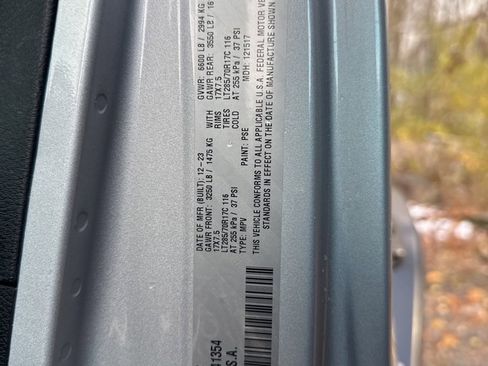 DATE OF MFR (BUILT): 12-23 GVWR: 6600 LB / 2994 KG
GAWR FRONT: 3250 LB / 1475 KG WITH GAWR REAR: 3550 LB / 16
17X7.5 RIMS 17X7.5
LT285/70R17C 116 TIRES LT285/70R17C 116
AT 255 kPa / 37 PSI COLD AT 255 kPa / 37 PSI
TYPE: MPV PAINT: PSE MDH: 121517
THIS VEHICLE CONFORMS TO ALL APPLICABLE U.S.A. FEDERAL MOTOR VE
STANDARDS IN EFFECT ON THE DATE OF MANUFACTURE SHOWN
1354
S.A.